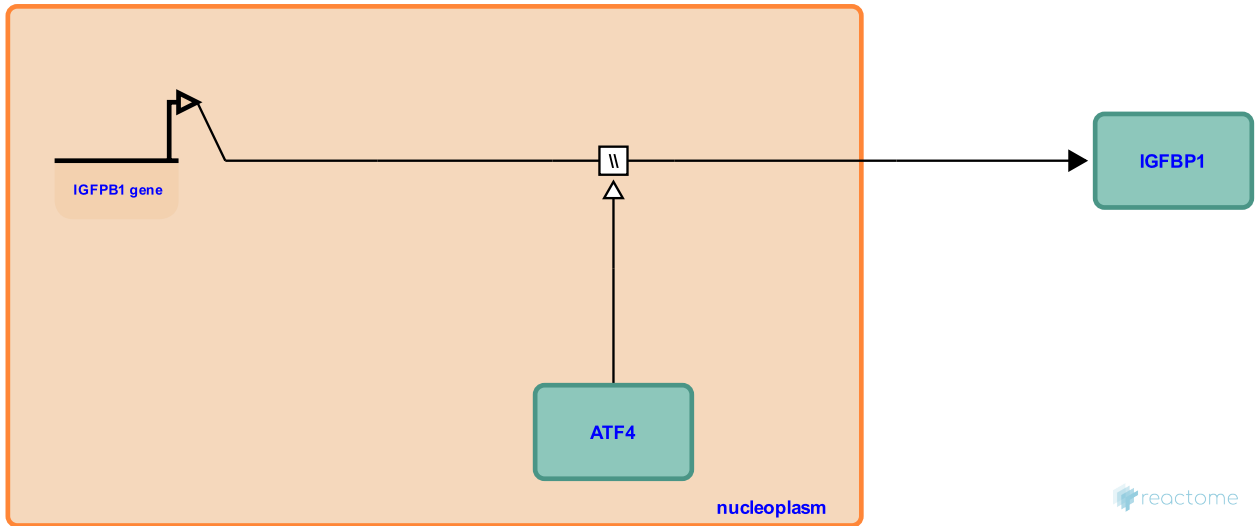 IGFPB1 gene
\\
IGFBP1
ATF4
nucleoplasm
reactome